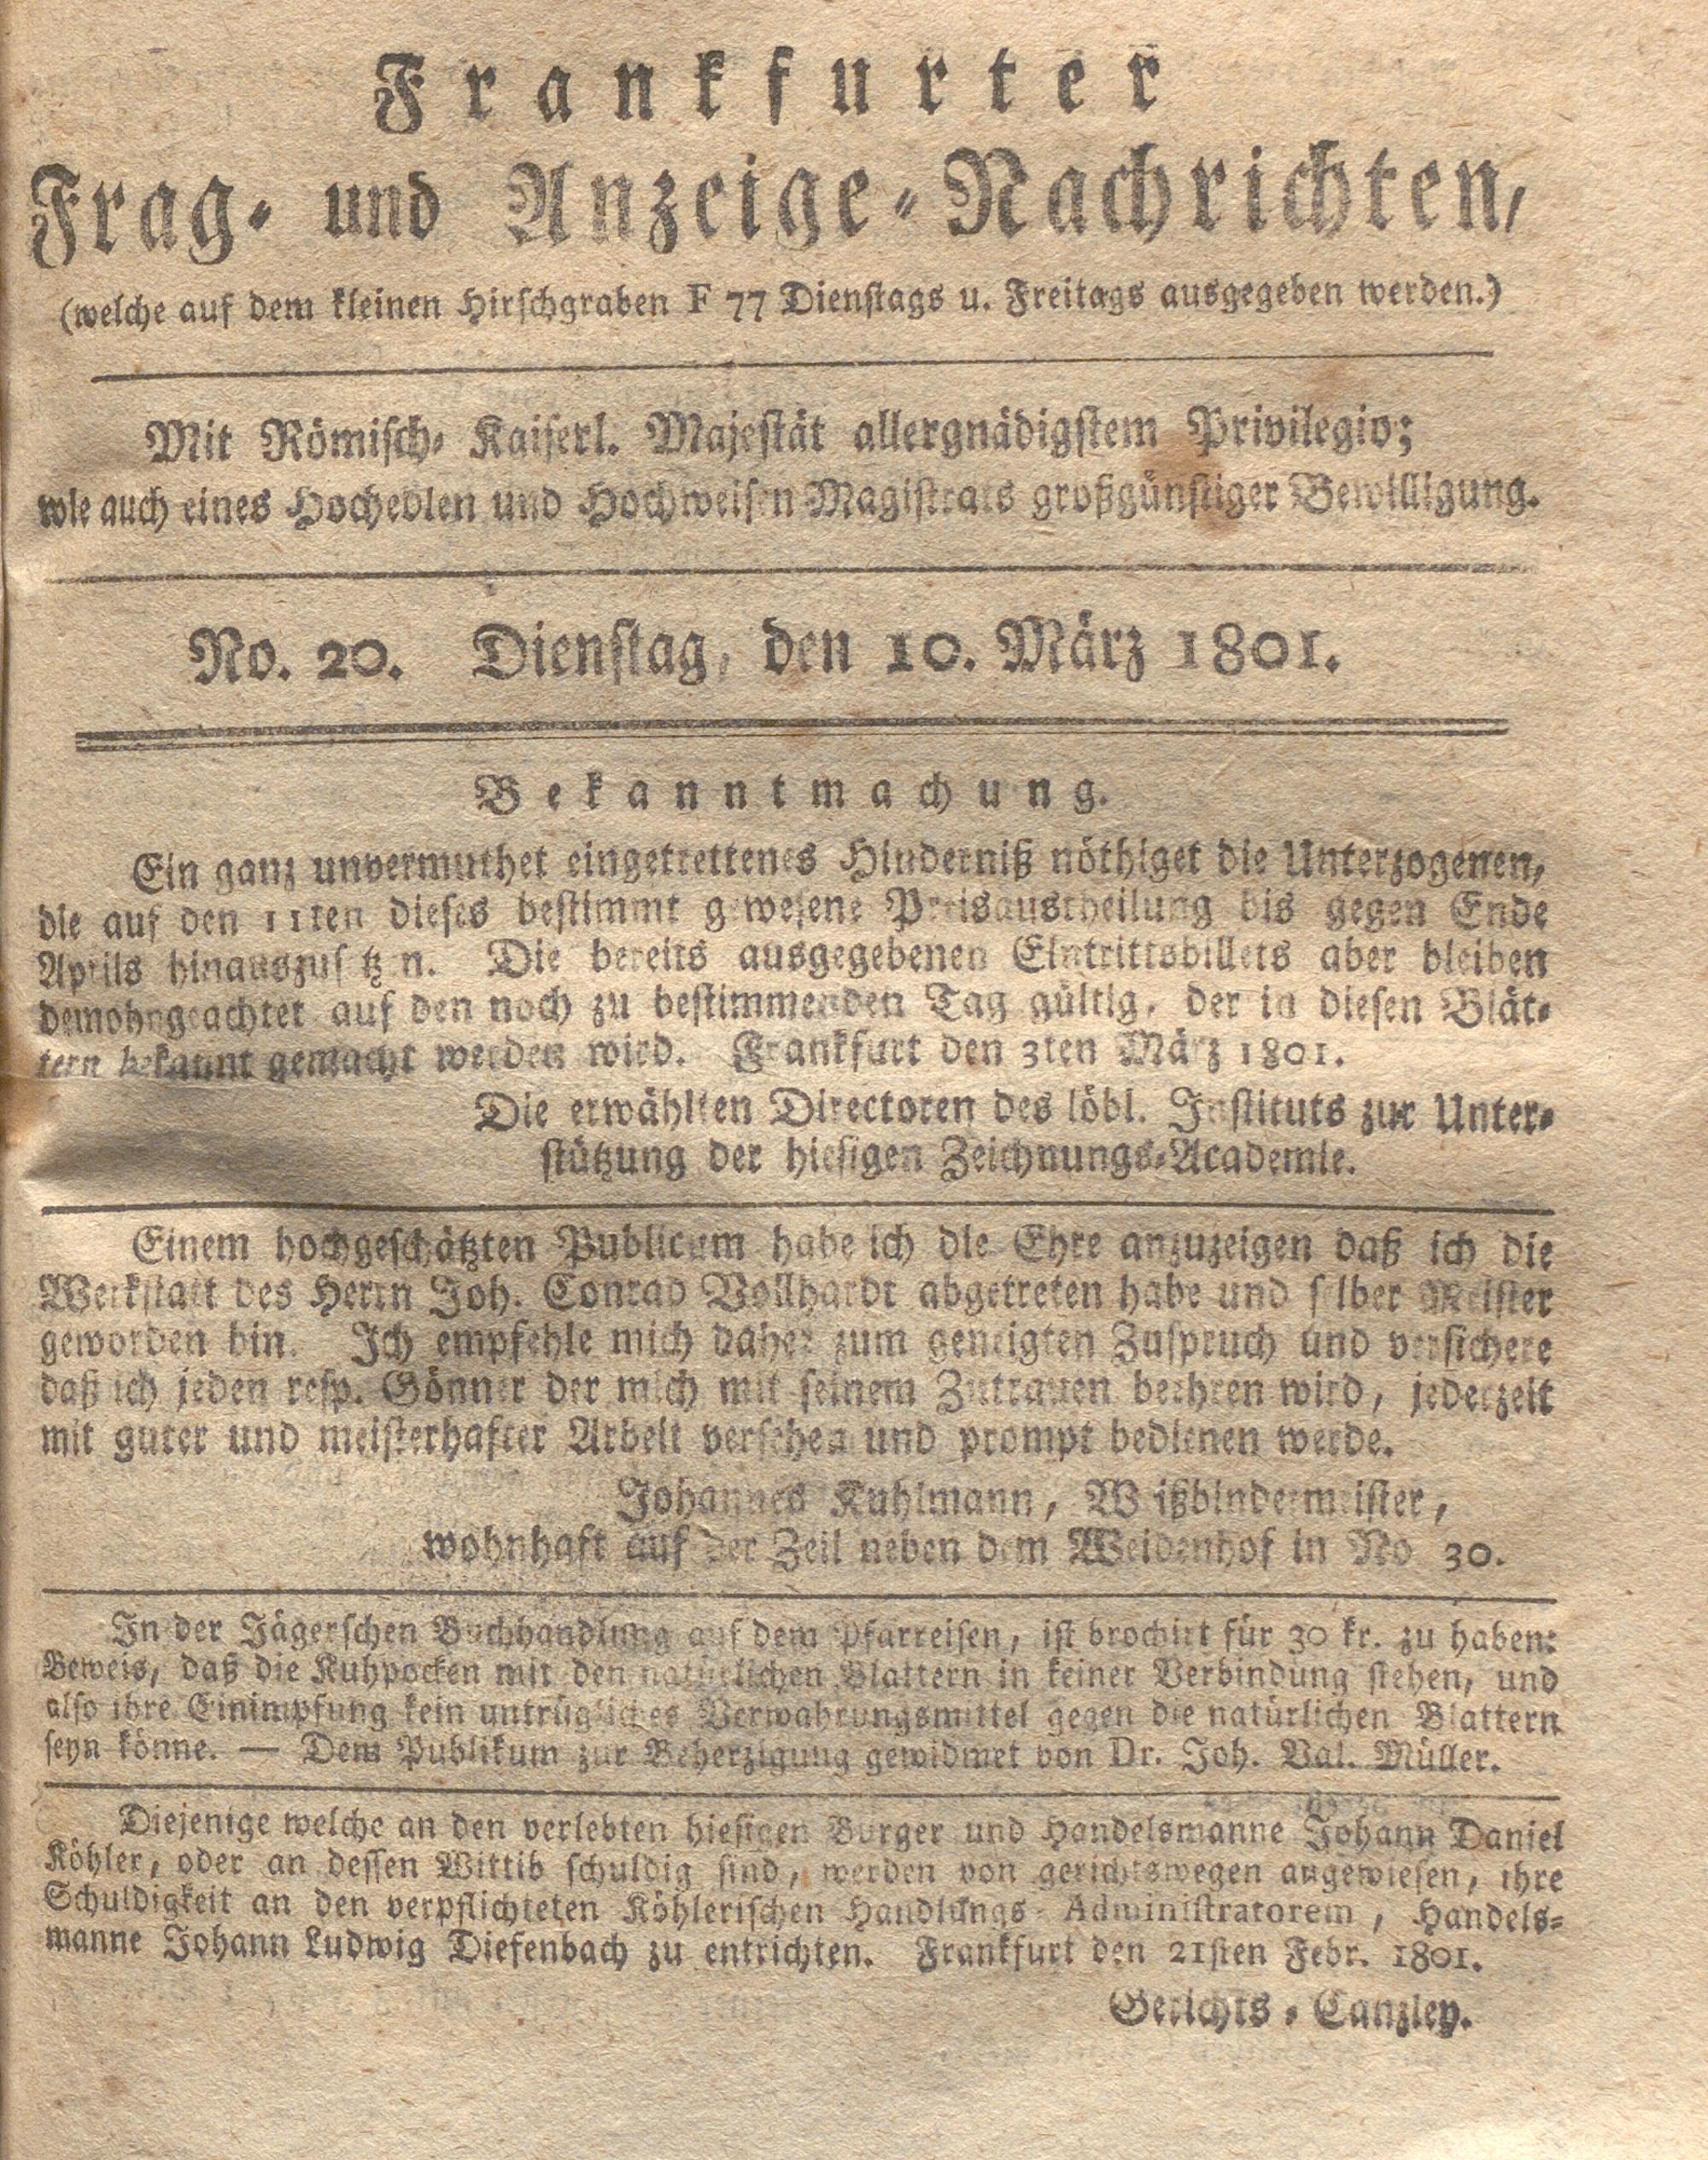 Frankfurter
Frag- und Anzeige-Nachrichten,
(welche auf dem kleinen Hirschgraben F 77 Dienstags u. Freitags ausgegeben werden.)
Mit Römisch- Kaiserl. Majestät allergnädigstem Privilegio;
wie auch eines Hochedlen und Hochweisen Magistrats großgünstiger Bewilligung.
No. 20. Dienstag, den 10. März 1801.
Bekanntmachung.
Ein ganz unvermuthet eingetrettenes Hinderniß nöthiget die Unterzogenen,
die auf den 11ten dieses bestimmt gewesene Preisaustheilung bis gegen Ende
Aprils hinauszusetzen. Die bereits ausgegebenen Eintrittsbillets aber bleiben
demohngeachtet auf den noch zu bestimmenden Tag gültig, der in diesen Blät-
tern bekannt gemacht werden wird. Frankfurt den 3ten März 1801.
Die erwählten Directoren des löbl. Instituts zur Unter-
stützung der hiesigen Zeichnungs-Academie.
Einem hochgeschätzten Publicum habe ich die Ehre anzuzeigen daß ich die
Werkstatt des Herrn Joh. Conrad Vollhardt abgetreten habe und selber Meister
geworden bin. Ich empfehle mich daher zum geneigten Zuspruch und versichere
daß ich jeden resp. Gönner der mich mit seinem Zutrauen beehren wird, jederzeit
mit guter und meisterhafter Arbeit versehen und prompt bedienen werde.
Johannes Kuhlmann, Weißbindermeister,
wohnhaft auf der Zeil neben dem Weidenhof in No 30.
In der Jägerschen Buchhandlung auf dem Pfarreisen, ist brochirt für 30 kr. zu haben:
Beweis, daß die Kuhpocken mit den natürlichen Blattern in keiner Verbindung stehen, und
also ihre Einimpfung kein untrügliches Verwahrungsmittel gegen die natürlichen Blattern
seyn könne. — Dem Publikum zur Beherzigung gewidmet von Dr. Joh. Val. Müller.
Diejenige welche an den verlebten hiesigen Burger und Handelsmanne Johann Daniel
Köhler, oder an dessen Wittib schuldig sind, werden von gerichtswegen angewiesen, ihre
Schuldigkeit an den verpflichteten Köhlerischen Handlungs-Administratorem, Handels-
manne Johann Ludwig Diefenbach zu entrichten. Frankfurt den 21sten Febr. 1801.
Gerichts-Canzley.